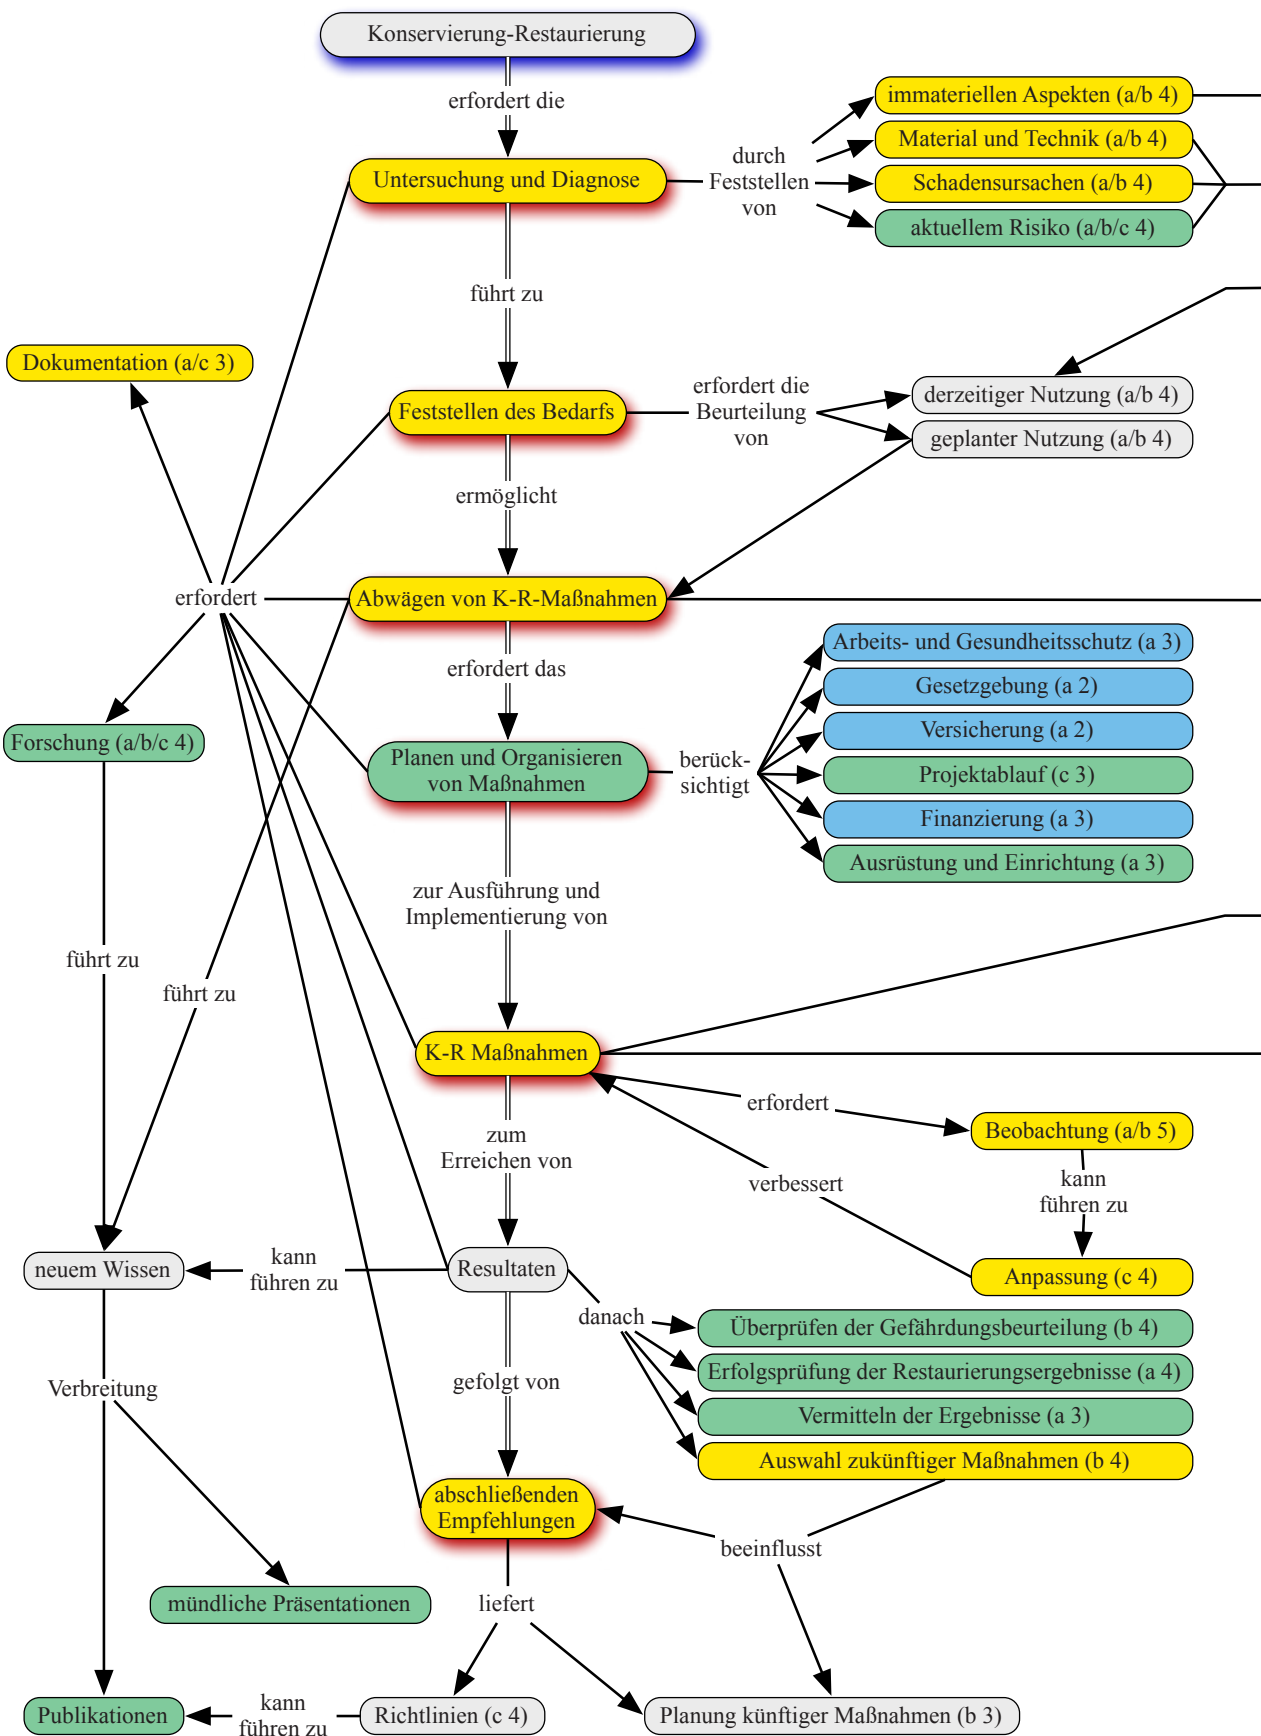 Konservierung-Restaurierung
erfordert die
immateriellen Aspekten (a/b 4)
Material und Technik (a/b 4)
durch
Feststellen
von
Untersuchung und Diagnose
Schadensursachen (a/b 4)
aktuellem Risiko (a/b/c 4)
führt zu
Dokumentation (a/c 3)
erfordert die
Beurteilung
von
Feststellen des Bedarfs
derzeitiger Nutzung (a/b 4)
geplanter Nutzung (a/b 4)
ermöglicht
erfordert
Abwägen von K-R-Maßnahmen
erfordert das
Arbeits- und Gesundheitsschutz (a 3)
Gesetzgebung (a 2)
Versicherung (a 2)
Forschung (a/b/c 4)
Planen und Organisieren
von Maßnahmen
berück-
sichtigt
Projektablauf (c 3)
Finanzierung (a 3)
Ausrüstung und Einrichtung (a 3)
zur Ausführung und
Implementierung von
führt zu
führt zu
K-R Maßnahmen
erfordert
Beobachtung (a/b 5)
zum
Erreichen von
verbessert
kann
führen zu
neuem Wissen
kann
führen zu
Resultaten
Anpassung (c 4)
danach
Überprüfen der Gefährdungsbeurteilung (b 4)
Erfolgsprüfung der Restaurierungsergebnisse (a 4)
Verbreitung
gefolgt von
Vermitteln der Ergebnisse (a 3)
Auswahl zukünftiger Maßnahmen (b 4)
abschließenden
Empfehlungen
beeinflusst
mündliche Präsentationen
liefert
Publikationen
kann
führen zu
Richtlinien (c 4)
Planung künftiger Maßnahmen (b 3)